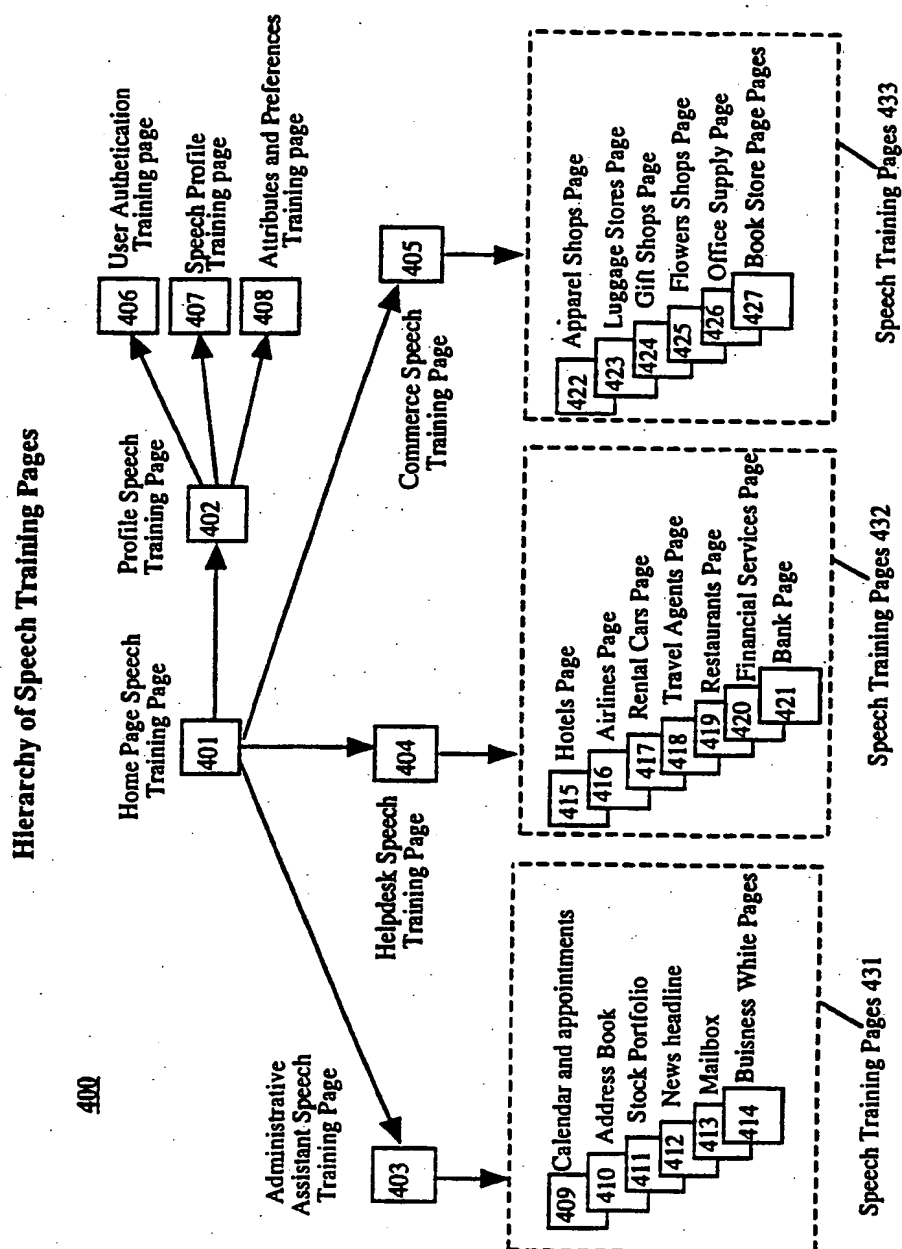 Hierarchy of Speech Training Pages
400
Home Page Speech
Training Page
401
Profile Speech
Training Page
402
406
User Authetication
Training page
407
Speech Profile
Training page
408
Attributes and Preferences
Training page
Administrative
Assistant Speech
Training Page
403
Helpdesk Speech
Training Page
404
Commerce Speech
Training Page
405
409 Calendar and appointments
410 Address Book
411 Stock Portfolio
412 News headline
413 Mailbox
414 Buisness White Pages
Speech Training Pages 431
415 Hotels Page
416 Airlines Page
417 Rental Cars Page
418 Travel Agents Page
419 Restaurants Page
420 Financial Services Page
421 Bank Page
Speech Training Pages 432
422 Apparel Shops Page
423 Luggage Stores Page
424 Gift Shops Page
425 Flowers Shops Page
426 Office Supply Page
427 Book Store Page Pages
Speech Training Pages 433